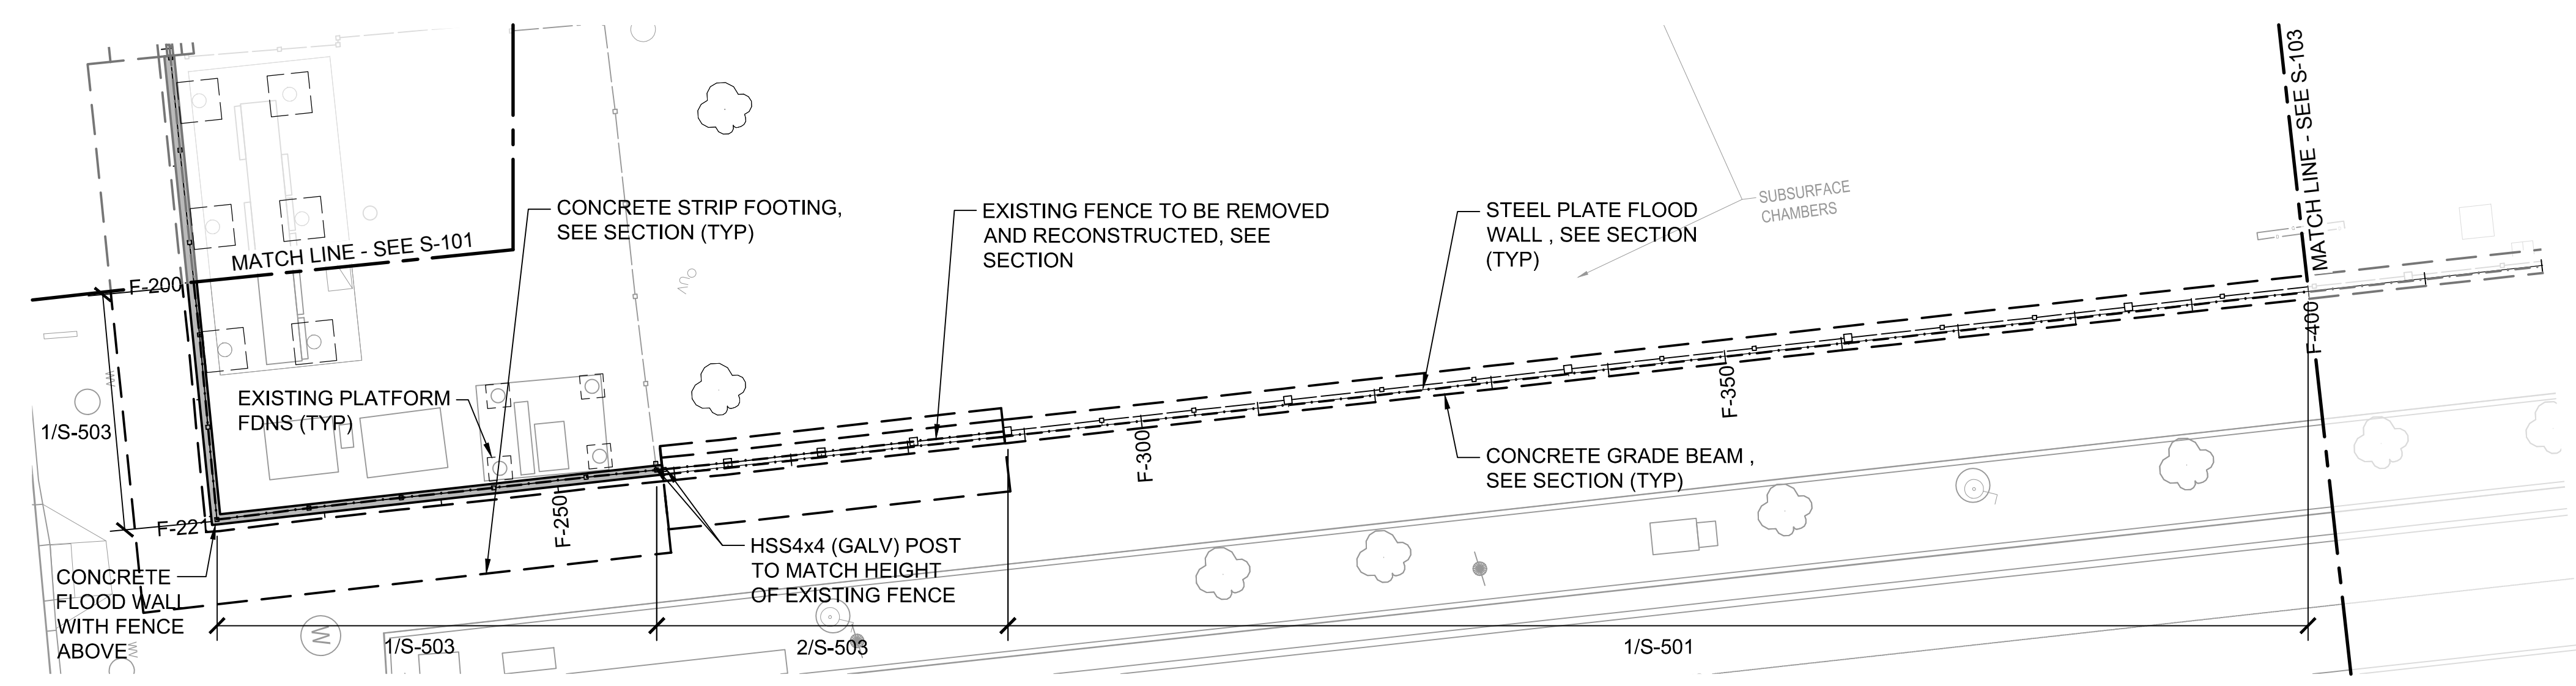 MATCH LINE - SEE S-103
SUBSURFACE
CHAMBERS
CONCRETE STRIP FOOTING,
SEE SECTION (TYP)
EXISTING FENCE TO BE REMOVED
AND RECONSTRUCTED, SEE
SECTION
STEEL PLATE FLOOD
WALL , SEE SECTION
(TYP)
MATCH LINE - SEE S-101
F-200
F-400
EXISTING PLATFORM
FDNS (TYP)
1/S-503
F-350
F-300
CONCRETE GRADE BEAM ,
SEE SECTION (TYP)
F-250
F-221
HSS4x4 (GALV) POST
TO MATCH HEIGHT
OF EXISTING FENCE
CONCRETE
FLOOD WALL
WITH FENCE
ABOVE
W
1/S-503
2/S-503
1/S-501